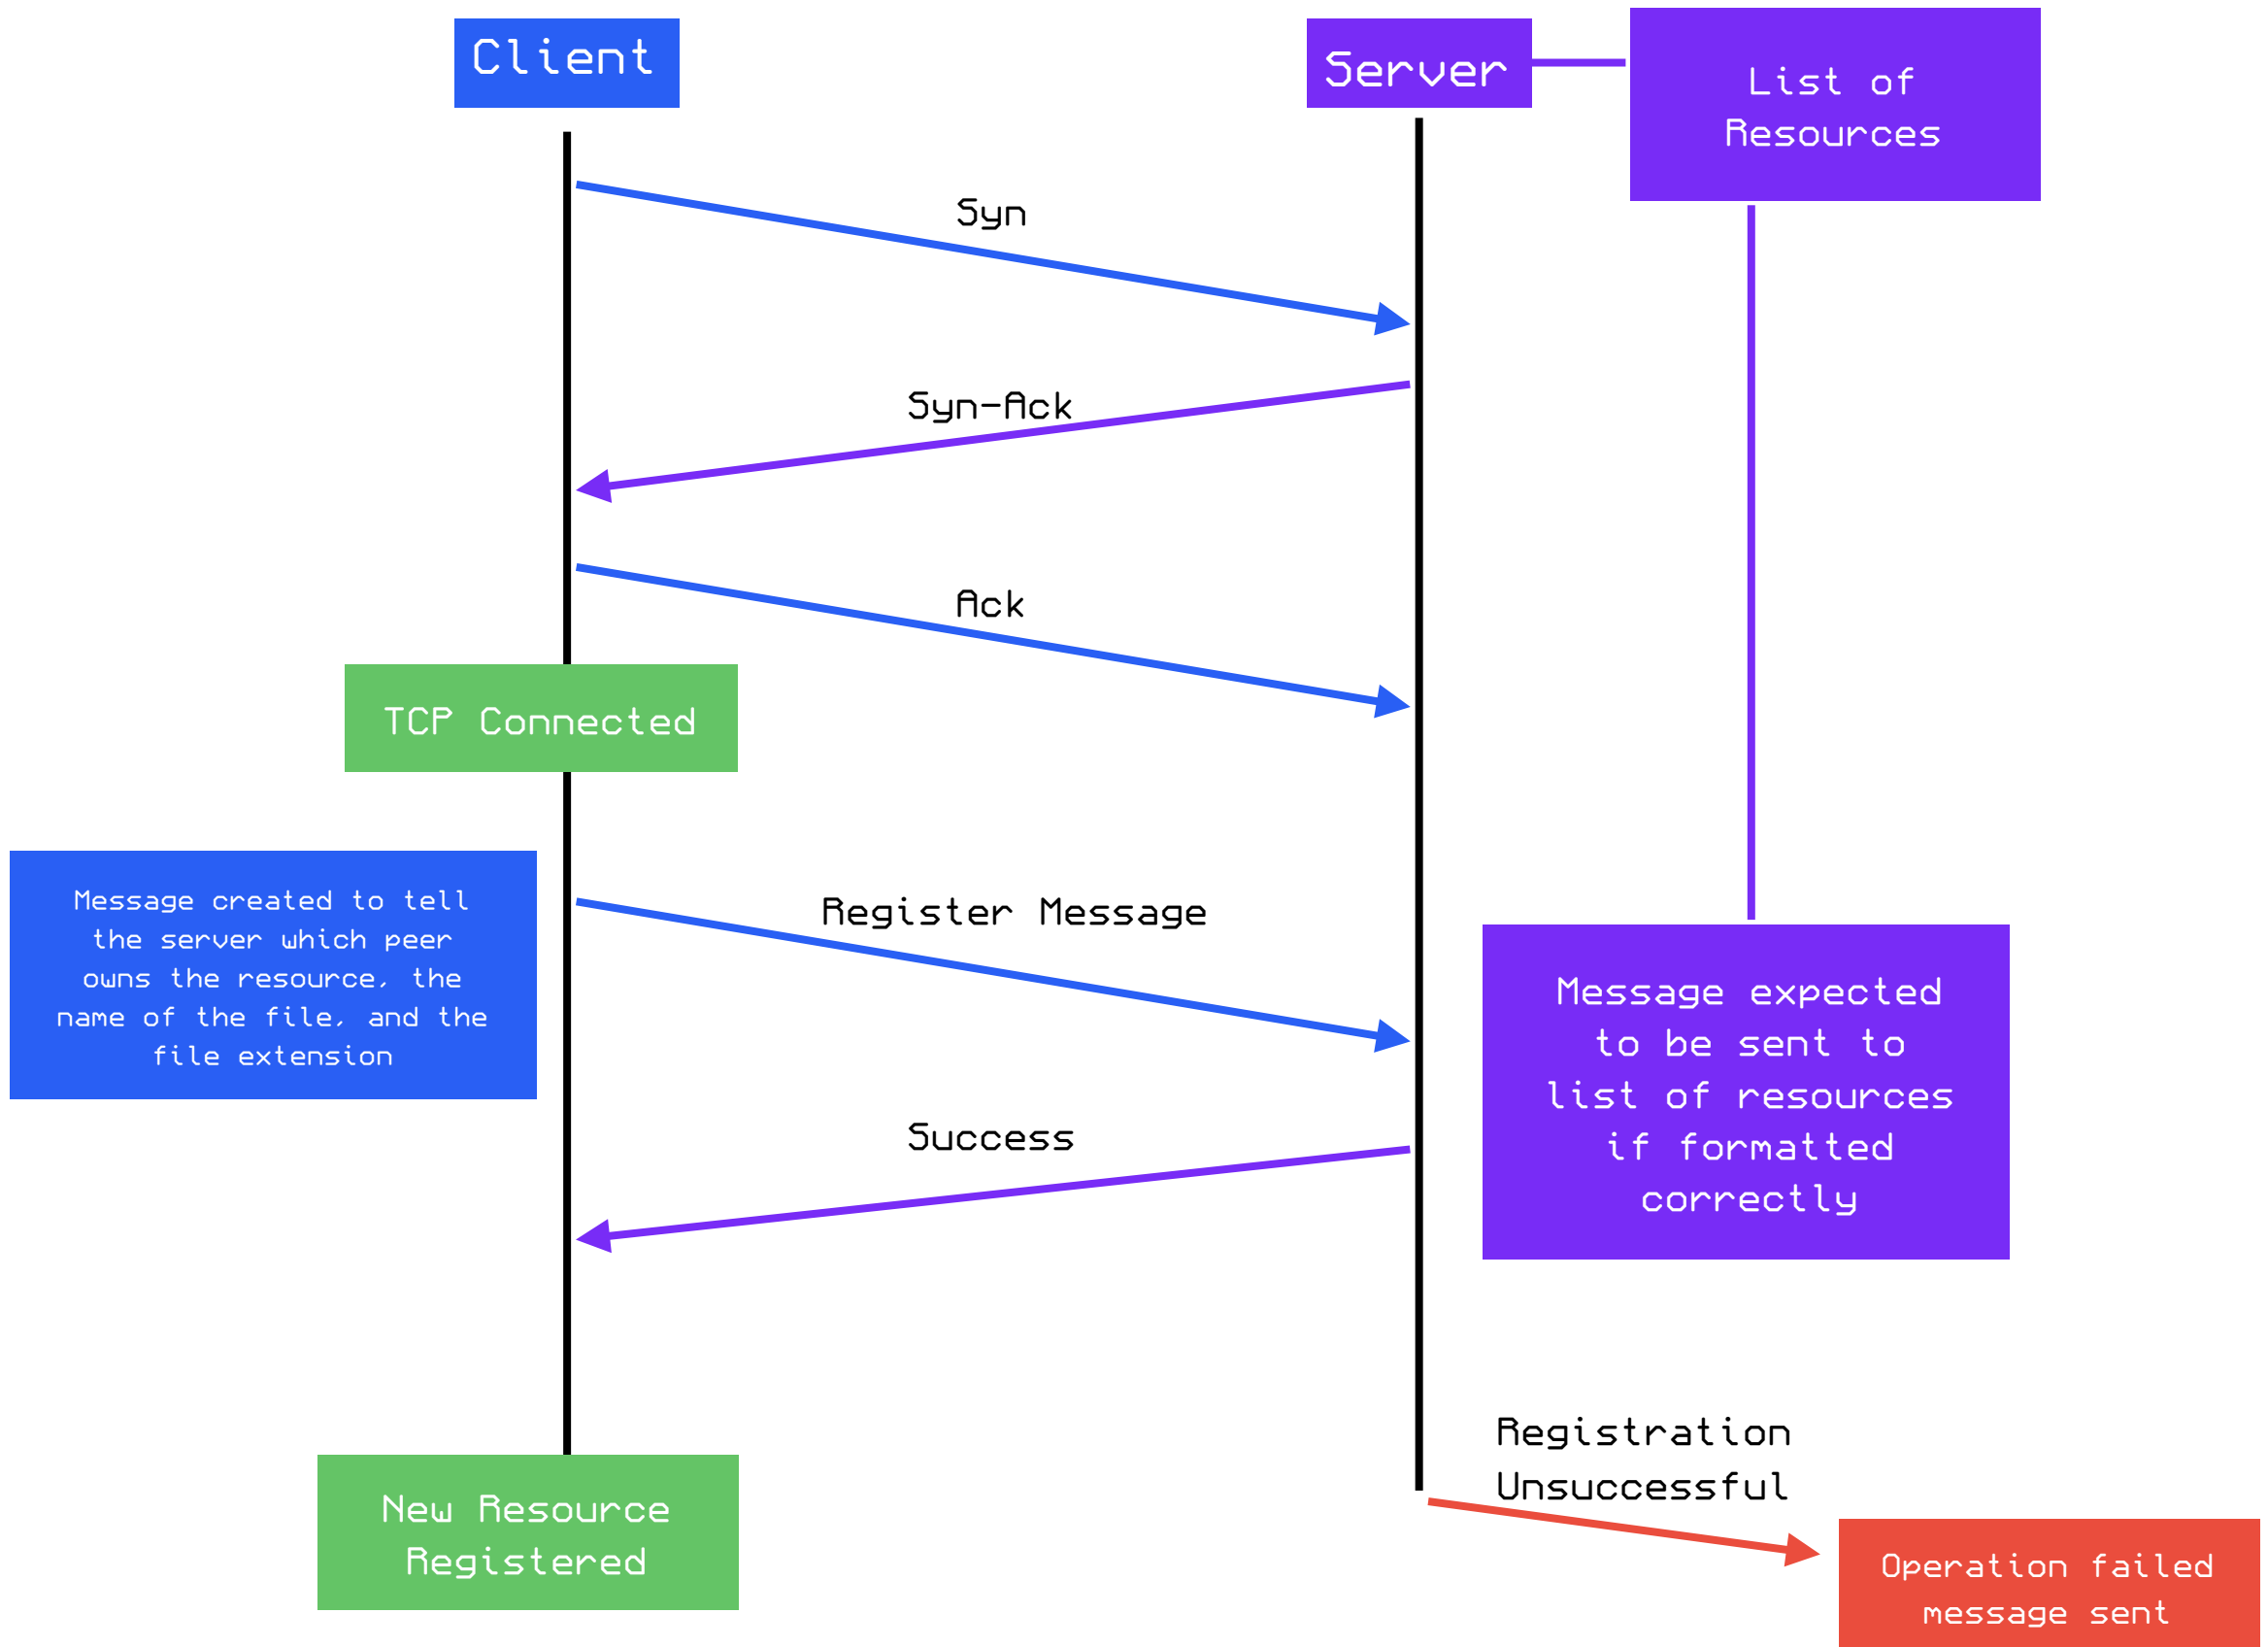 Client
Server
List of
Resources
Syn
Syn-Ack
Ack
TCP Connected
Message created to tell
the server which peer
owns the resource, the
name of the file, and the
file extension
Register Message
Message expected
to be sent to
list of resources
if formatted
correctly
Success
Registration
Unsuccessful
New Resource
Registered
Operation failed
message sent